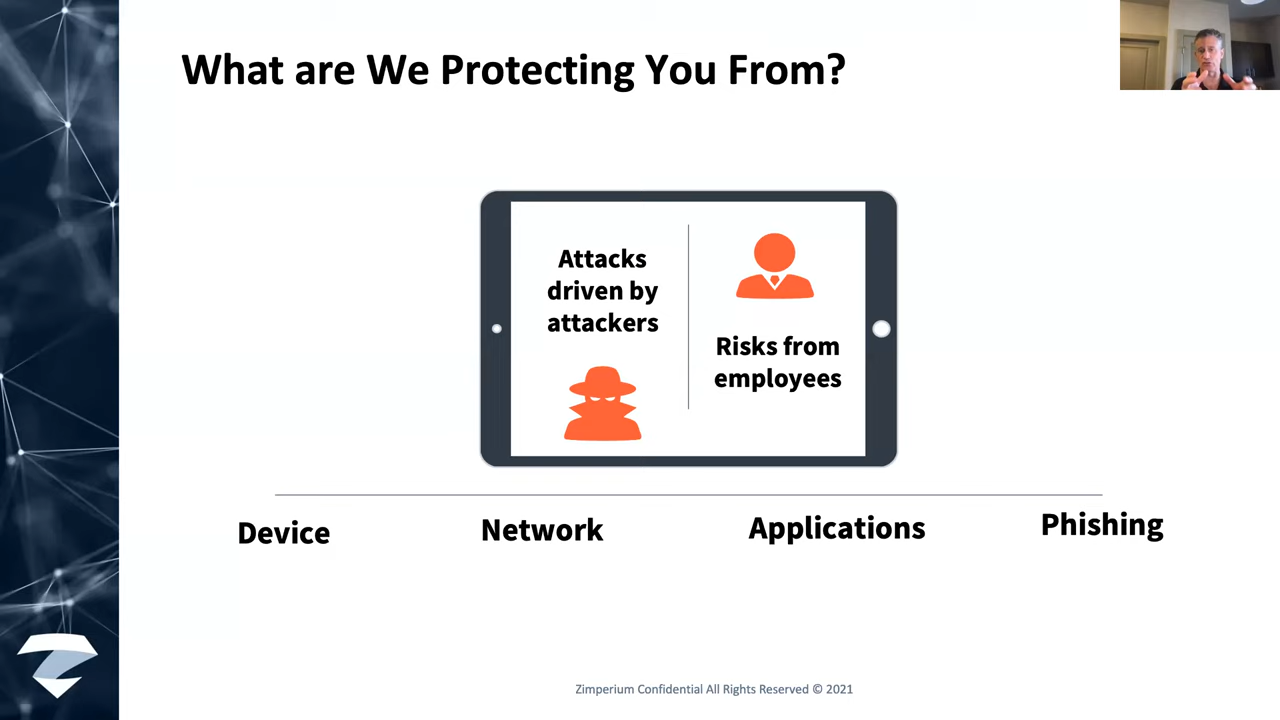 What are We Protecting You From?
Attacks
driven by
attackers
Risks from
employees
Device
Network
Applications
Phishing
Zimperium Confidential All Rights Reserved © 2021